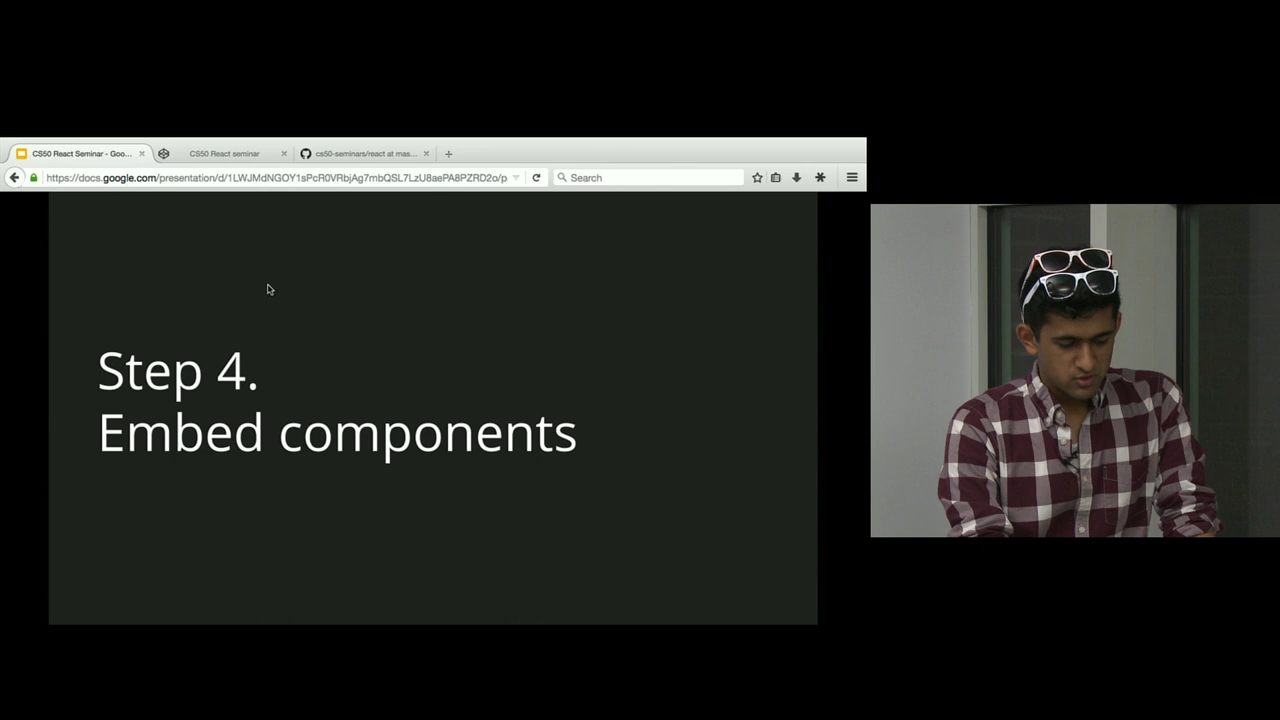 CS50 React Seminar - Goo...
CS50 React seminar
cs50-seminars/react at mas...
https://docs.google.com/presentation/d/1LWJMdNGOY1sPcR0VRbjAg7mbQSL7LzU8aePA8PZRD2o/p
Search
Step 4.
Embed components